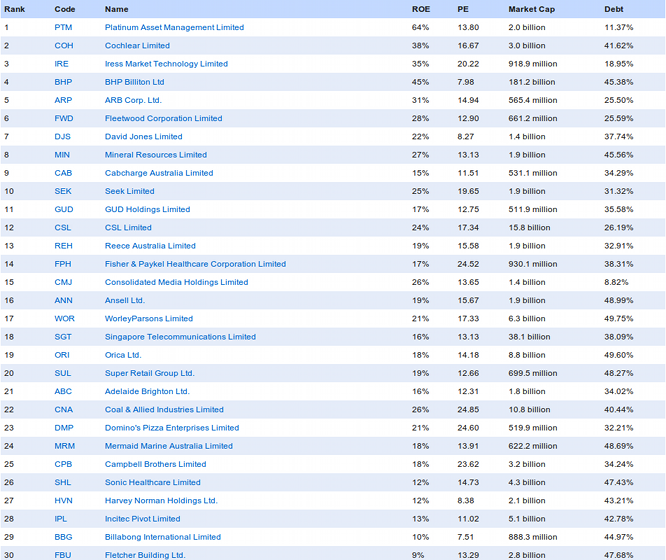 Rank Code Name ROE PE Market Cap Debt
1 PTM Platinum Asset Management Limited 64% 13.80 2.0 billion 11.37%
2 COH Cochlear Limited 38% 16.67 3.0 billion 41.62%
3 IRE Iress Market Technology Limited 35% 20.22 918.9 million 18.95%
4 BHP BHP Billiton Ltd 45% 7.98 181.2 billion 45.38%
5 ARP ARB Corp. Ltd. 31% 14.94 565.4 million 25.50%
6 FWD Fleetwood Corporation Limited 28% 12.90 661.2 million 25.59%
7 DJS David Jones Limited 22% 8.27 1.4 billion 37.74%
8 MIN Mineral Resources Limited 27% 13.13 1.9 billion 45.56%
9 CAB Cabcharge Australia Limited 15% 11.51 531.1 million 34.29%
10 SEK Seek Limited 25% 19.65 1.9 billion 31.32%
11 GUD GUD Holdings Limited 17% 12.75 511.9 million 35.58%
12 CSL CSL Limited 24% 17.34 15.8 billion 26.19%
13 REH Reece Australia Limited 19% 15.58 1.9 billion 32.91%
14 FPH Fisher & Paykel Healthcare Corporation Limited 17% 24.52 930.1 million 38.31%
15 CMJ Consolidated Media Holdings Limited 26% 13.65 1.4 billion 8.82%
16 ANN Ansell Ltd. 19% 15.67 1.9 billion 48.99%
17 WOR WorleyParsons Limited 21% 17.33 6.3 billion 49.75%
18 SGT Singapore Telecommunications Limited 16% 13.13 38.1 billion 38.09%
19 ORI Orica Ltd. 18% 14.18 8.8 billion 49.60%
20 SUL Super Retail Group Ltd. 19% 12.66 699.5 million 48.27%
21 ABC Adelaide Brighton Ltd. 16% 12.31 1.8 billion 34.02%
22 CNA Coal & Allied Industries Limited 26% 24.85 10.8 billion 40.44%
23 DMP Domino's Pizza Enterprises Limited 21% 24.60 519.9 million 32.21%
24 MRM Mermaid Marine Australia Limited 18% 13.91 622.2 million 48.69%
25 CPB Campbell Brothers Limited 18% 23.62 3.2 billion 34.24%
26 SHL Sonic Healthcare Limited 12% 14.73 4.3 billion 47.43%
27 HVN Harvey Norman Holdings Ltd. 12% 8.38 2.1 billion 43.21%
28 IPL Incitec Pivot Limited 13% 11.02 5.1 billion 42.78%
29 BBG Billabong International Limited 10% 7.51 888.3 million 44.97%
30 FBU Fletcher Building Ltd. 9% 13.29 2.8 billion 47.68%